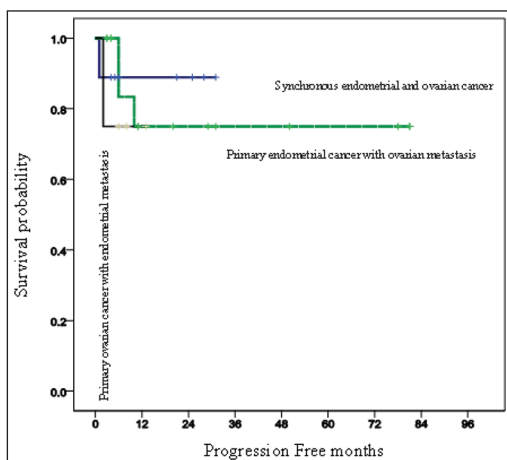 1.0
Synchronous endometrial and ovarian cancer
0.8
Primary endometrial cancer with ovarian metastasis
0.6
0.4
0.2
0.0
Survival probability
Primary ovarian cancer with endometrial metastasis
0 12 24 36 48 60 72 84 96
Progression Free months